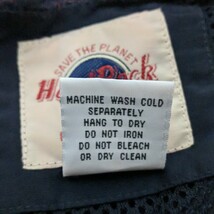 SAVE THE PLANET
MACHINE WASH COLD
SEPARATELY
HANG TO DRY
DO NOT IRON
DO NOT BLEACH
OR DRY CLEAN